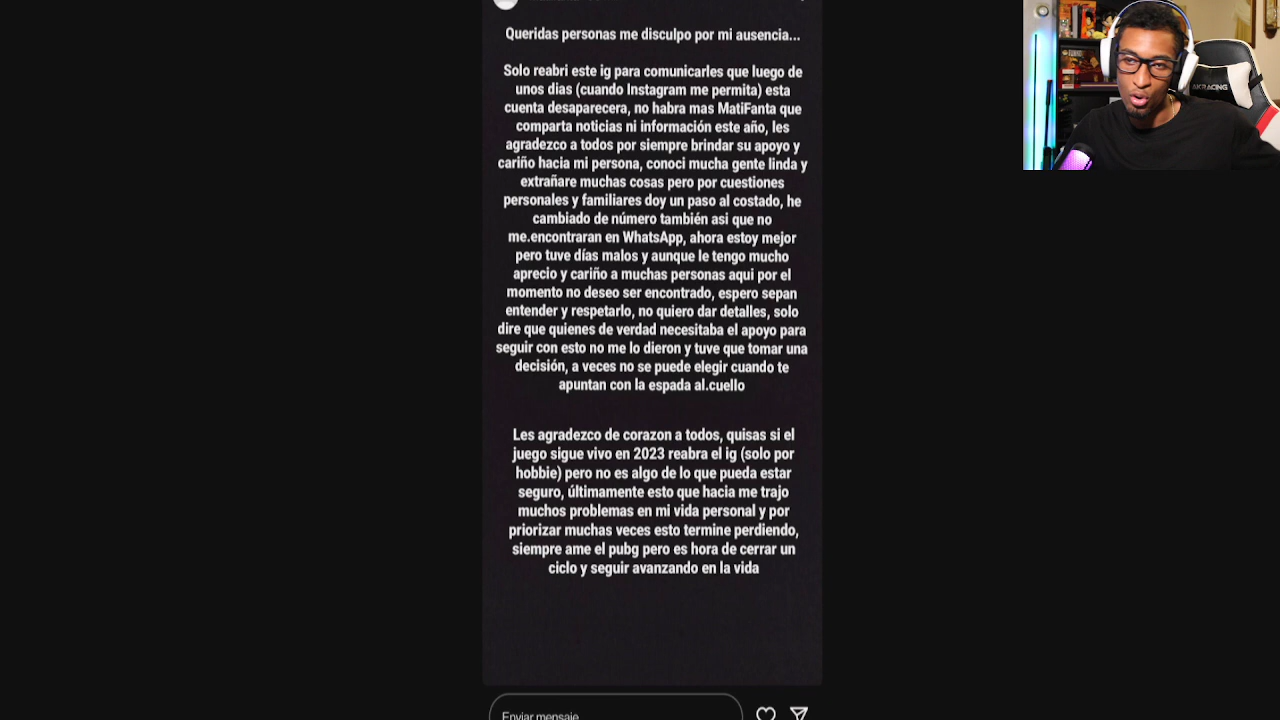 Queridas personas me disculpo por mi ausencia...
Solo reabri este ig para comunicarles que luego de
unos dias (cuando Instagram me permita) esta
cuenta desaparecera, no habra mas MatiFanta que
comparta noticias ni información este año, les
agradezco a todos por siempre brindar su apoyo y
cariño hacia mi persona, conoci mucha gente linda y
extrañare muchas cosas pero por cuestiones
personales y familiares doy un paso al costado, he
cambiado de número también asi que no
me.encontraran en WhatsApp, ahora estoy mejor
pero tuve días malos y aunque le tengo mucho
aprecio y cariño a muchas personas aqui por el
momento no deseo ser encontrado, espero sepan
entender y respetarlo, no quiero dar detalles, solo
dire que quienes de verdad necesitaba el apoyo para
seguir con esto no me lo dieron y tuve que tomar una
decisión, a veces no se puede elegir cuando te
apuntan con la espada al.cuello
Les agradezco de corazon a todos, quisas si el
juego sigue vivo en 2023 reabra el ig (solo por
hobbie) pero no es algo de lo que pueda estar
seguro, últimamente esto que hacia me trajo
muchos problemas en mi vida personal y por
priorizar muchas veces esto termine perdiendo,
siempre ame el pubg pero es hora de cerrar un
ciclo y seguir avanzando en la vida
Enviar mensaje
AKRACING